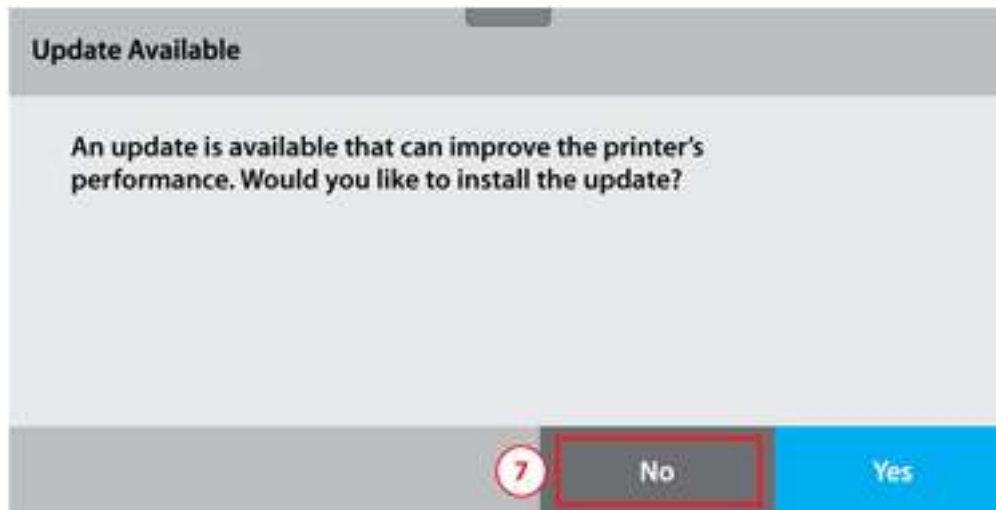 Update Available
An update is available that can improve the printer's
performance. Would you like to install the update?
7 No Yes